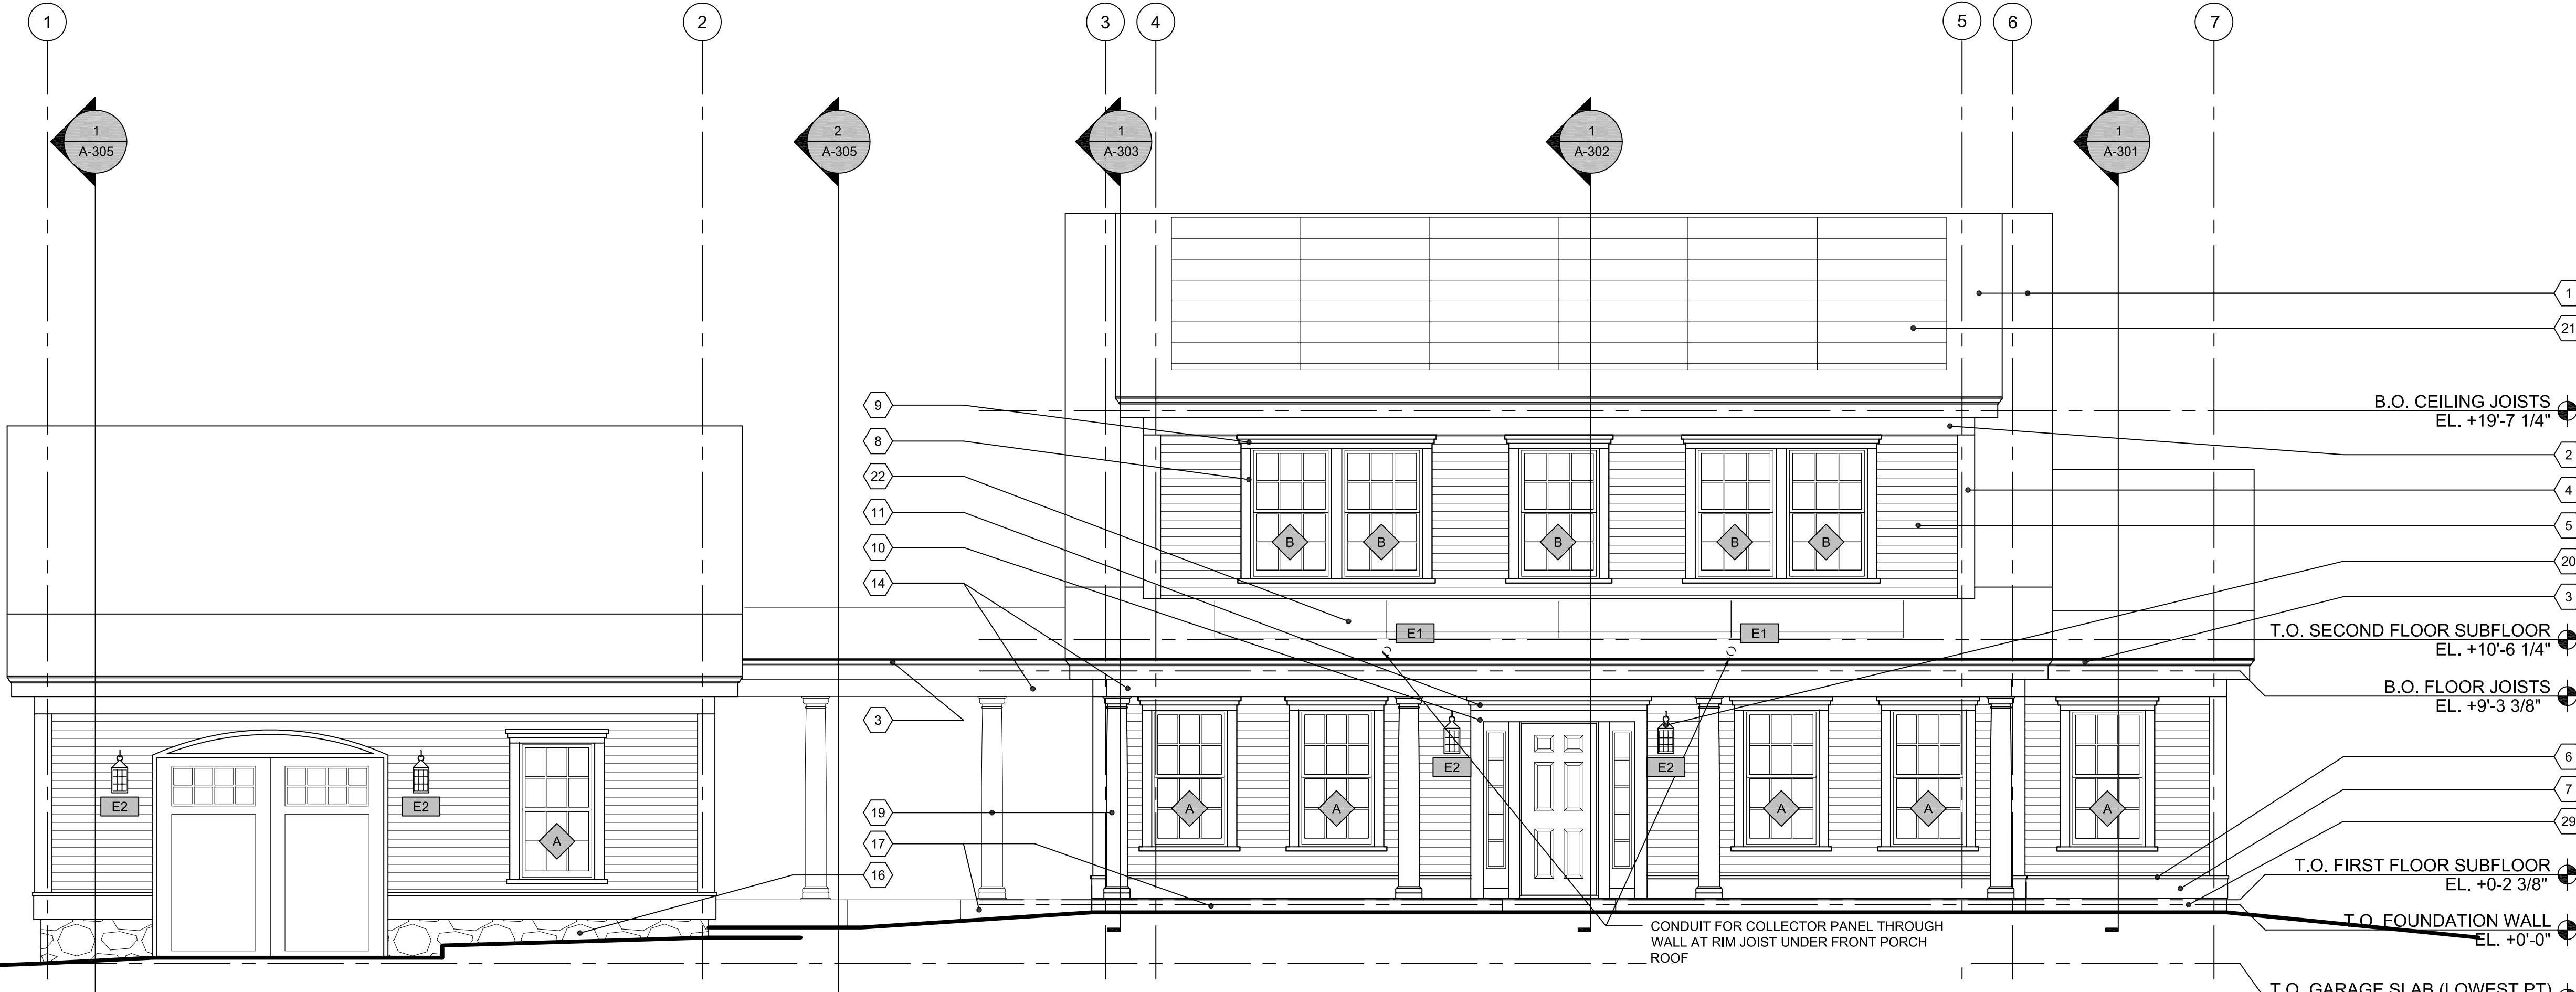 1
2
3
4
5
6
7
1
A-305
2
A-305
1
A-303
1
A-302
1
A-301
1
21
9
B.O. CEILING JOISTS
EL. +19'-7 1/4"
8
2
22
4
11
5
B
B
B
B
B
10
20
14
3
E1
E1
T.O. SECOND FLOOR SUBFLOOR
EL. +10'-6 1/4"
B.O. FLOOR JOISTS
EL. +9'-3 3/8"
3
6
E2
E2
7
E2
E2
19
A
A
A
A
A
29
17
A
16
T.O. FIRST FLOOR SUBFLOOR
EL. +0-2 3/8"
T.O. FOUNDATION WALL
EL. +0'-0"
CONDUIT FOR COLLECTOR PANEL THROUGH
WALL AT RIM JOIST UNDER FRONT PORCH
ROOF
T.O. GARAGE SLAB (LOWEST PT)